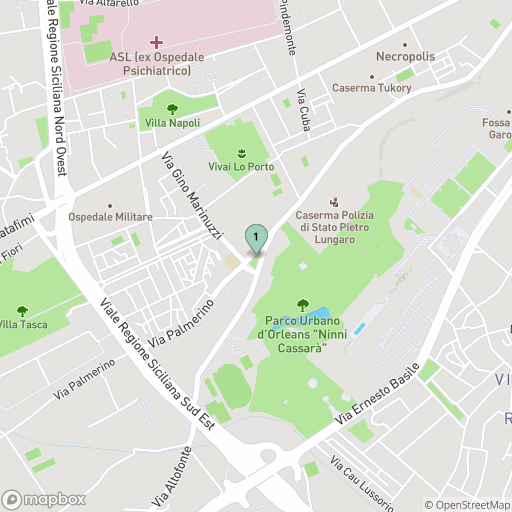 Via Altarello
Pindemonte
ASL (ex Ospedale
Psichiatrico)
Necropolis
Caserma Tukory
Viale Regione Siciliana Nord Ovest
Villa Napoli
Via Cuba
Fossa
Garo
Vivai Lo Porto
Via Gino Marinuzzi
Ospedale Militare
Caserma Polizia
di Stato Pietro
Lungaro
atafimi
Fiori
1
Villa Tasca
Viale Regione Siciliana Sud Est
Via Palmerino
Parco Urbano
d'Orleans "Ninni
Cassarà"
Via Palmerino
Via Ernesto Basile
VI
R
Via Altofonte
Via Cau Lussorio
mapbox
© OpenStreetMap